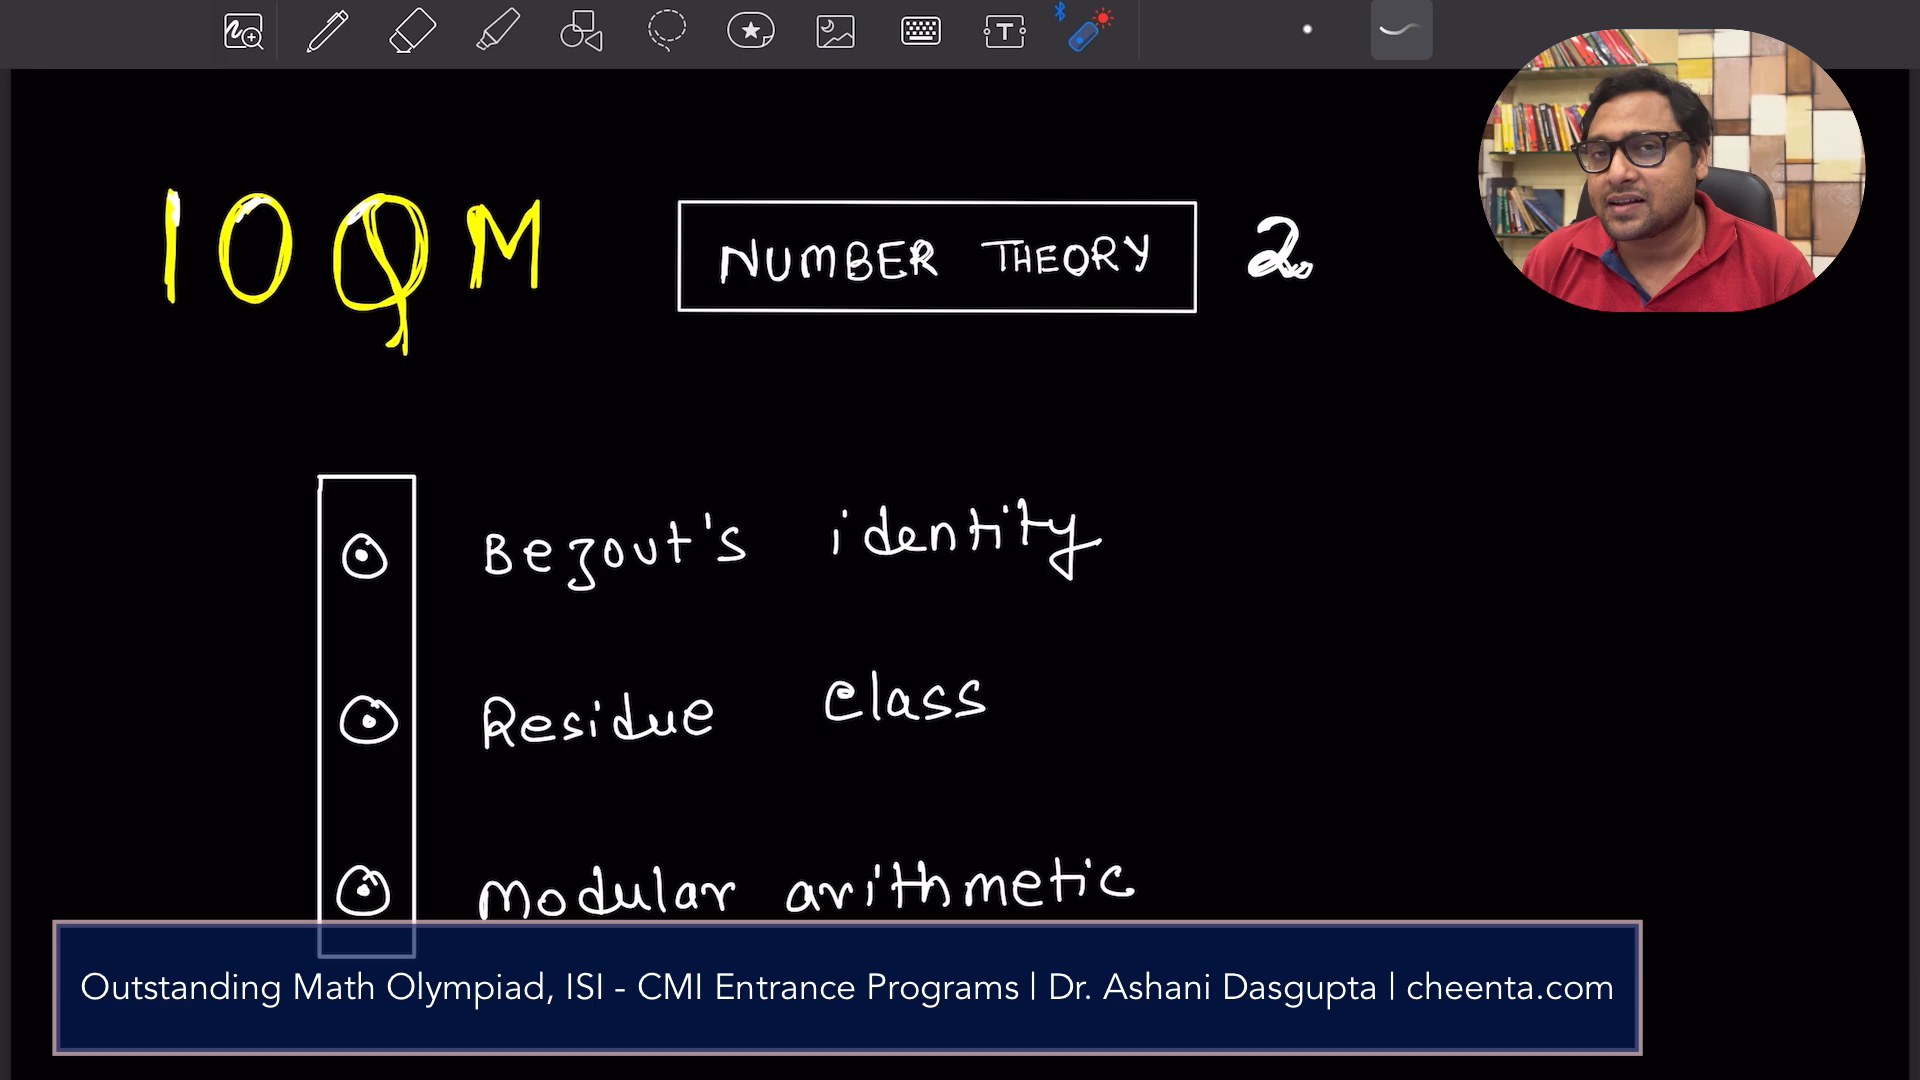 IOQM NUMBER THEORY 2
Bezout's identity
Residue class
Modular arithmetic
Outstanding Math Olympiad, ISI - CMI Entrance Programs | Dr. Ashani Dasgupta | cheenta.com